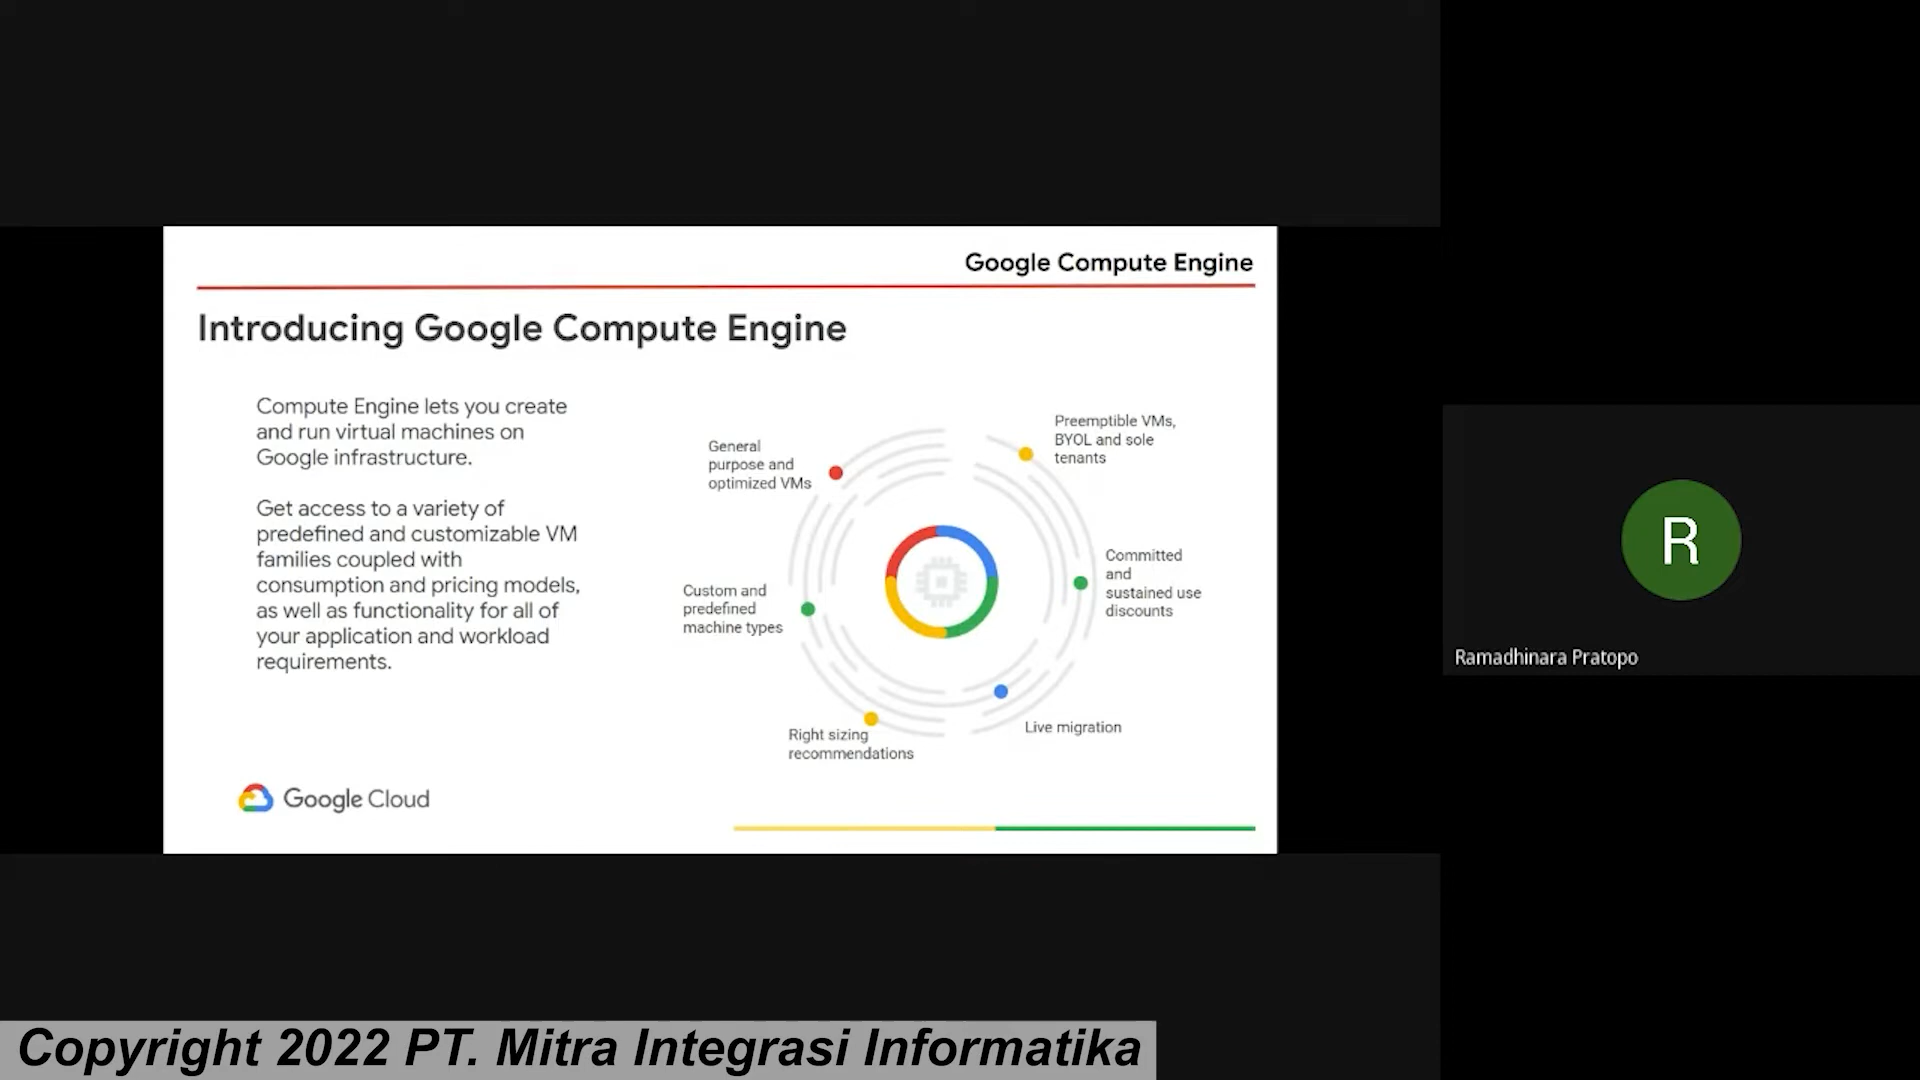 Google Compute Engine
Introducing Google Compute Engine
Compute Engine lets you create
and run virtual machines on
Google infrastructure.
Get access to a variety of
predefined and customizable VM
families coupled with
consumption and pricing models,
as well as functionality for all of
your application and workload
requirements.
General
purpose and
optimized VMs
Preemptible VMs,
BYOL and sole
tenants
Custom and
predefined
machine types
Committed
and
sustained use
discounts
Right sizing
recommendations
Live migration
Google Cloud
R
Ramadhinara Pratopo
Copyright 2022 PT. Mitra Integrasi Informatika